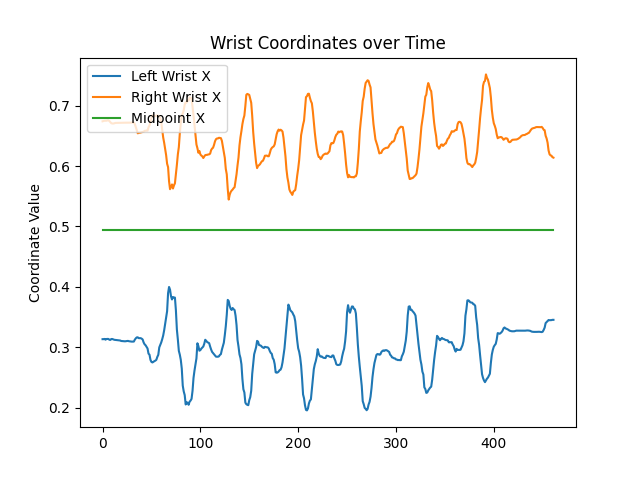 Wrist Coordinates over Time
Left Wrist X
Right Wrist X
Midpoint X
Coordinate Value
0.7
0.6
0.5
0.4
0.3
0.2
0 100 200 300 400